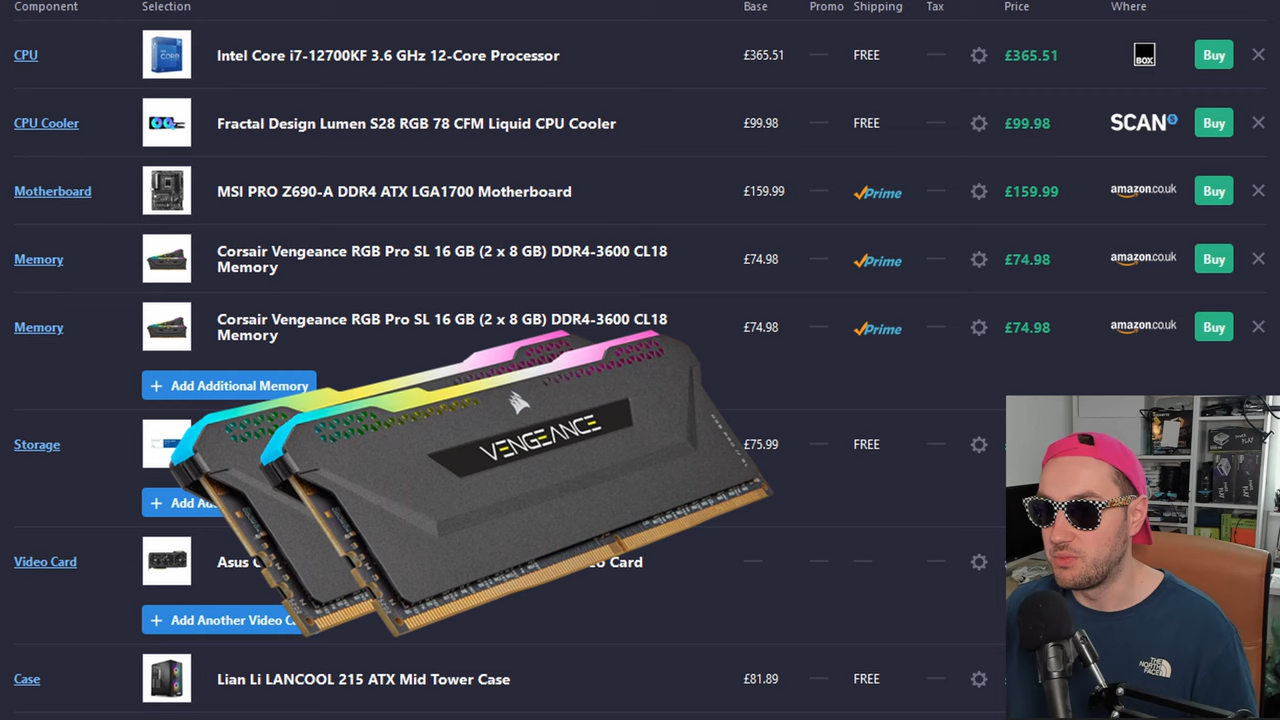 Component Selection Base Promo Shipping Tax Price Where
CPU Intel Core i7-12700KF 3.6 GHz 12-Core Processor £365.51 — FREE — £365.51 BOX Buy
CPU Cooler Fractal Design Lumen S28 RGB 78 CFM Liquid CPU Cooler £99.98 — FREE — £99.98 SCAN Buy
Motherboard MSI PRO Z690-A DDR4 ATX LGA1700 Motherboard £159.99 — Prime — £159.99 amazon.co.uk Buy
Memory Corsair Vengeance RGB Pro SL 16 GB (2 x 8 GB) DDR4-3600 CL18
Memory £74.98 — Prime — £74.98 amazon.co.uk Buy
Memory Corsair Vengeance RGB Pro SL 16 GB (2 x 8 GB) DDR4-3600 CL18
Memory £74.98 — Prime — £74.98 amazon.co.uk Buy
+ Add Additional Memory
VENGEANCE
Storage £75.99 — FREE —
+ Add
Video Card Asus Card — — — —
+ Add Another Video
Case Lian Li LANCOOL 215 ATX Mid Tower Case £81.89 — FREE —
THE
NORTH
FACE